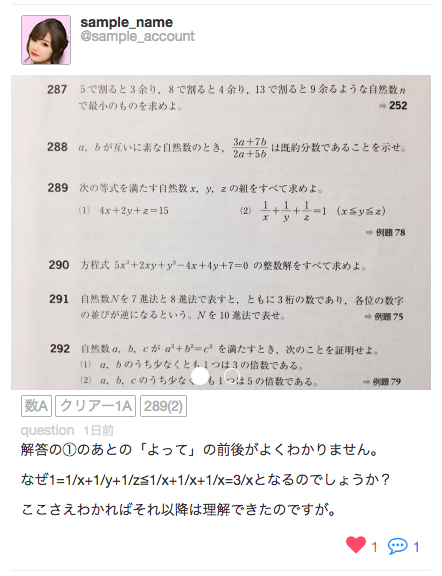 sample_name
@sample_account
287 5で割ると3余り，8で割ると4余り，13で割ると9余るような自然数n
で最小のものを求めよ。 ➡252
288 a，bが互いに素な自然数のとき，3a+7b/2a+5b は既約分数であることを示せ。
289 次の等式を満たす自然数x，y，zの組をすべて求めよ。
(1) 4x+2y+z=15 (2) 1/x+1/y+1/z=1 (x≦y≦z)
➡例題78
290 方程式 5x²+2xy+y²−4x+4y+7=0 の整数解をすべて求めよ。
291 自然数Nを7進法と8進法で表すと，ともに3桁の数であり，各位の数字
の並びが逆になるという。Nを10進法で表せ。 ➡例題75
292 自然数a，b，cが a²+b²=c² を満たすとき，次のことを証明せよ。
(1) a，bのうち少なくとも1つは3の倍数である。
(2) a，b，cのうち少なくも1つは5の倍数である。 ➡例題79
数A クリアー1A 289(2)
question 1日前
解答の①のあとの「よって」の前後がよくわかりません。
なぜ1=1/x+1/y+1/z≦1/x+1/x+1/x=3/xとなるのでしょうか？
ここさえわかればそれ以降は理解できたのですが。
1 1